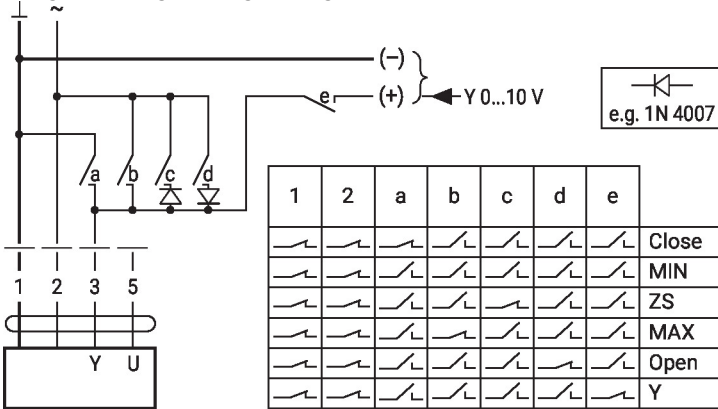 ⊥ ~
(–)
e (+) Y 0...10 V
e.g. 1N 4007
a b c d
1 2 a b c d e
Close
MIN
1 2 3 5
ZS
MAX
Y U
Open
Y